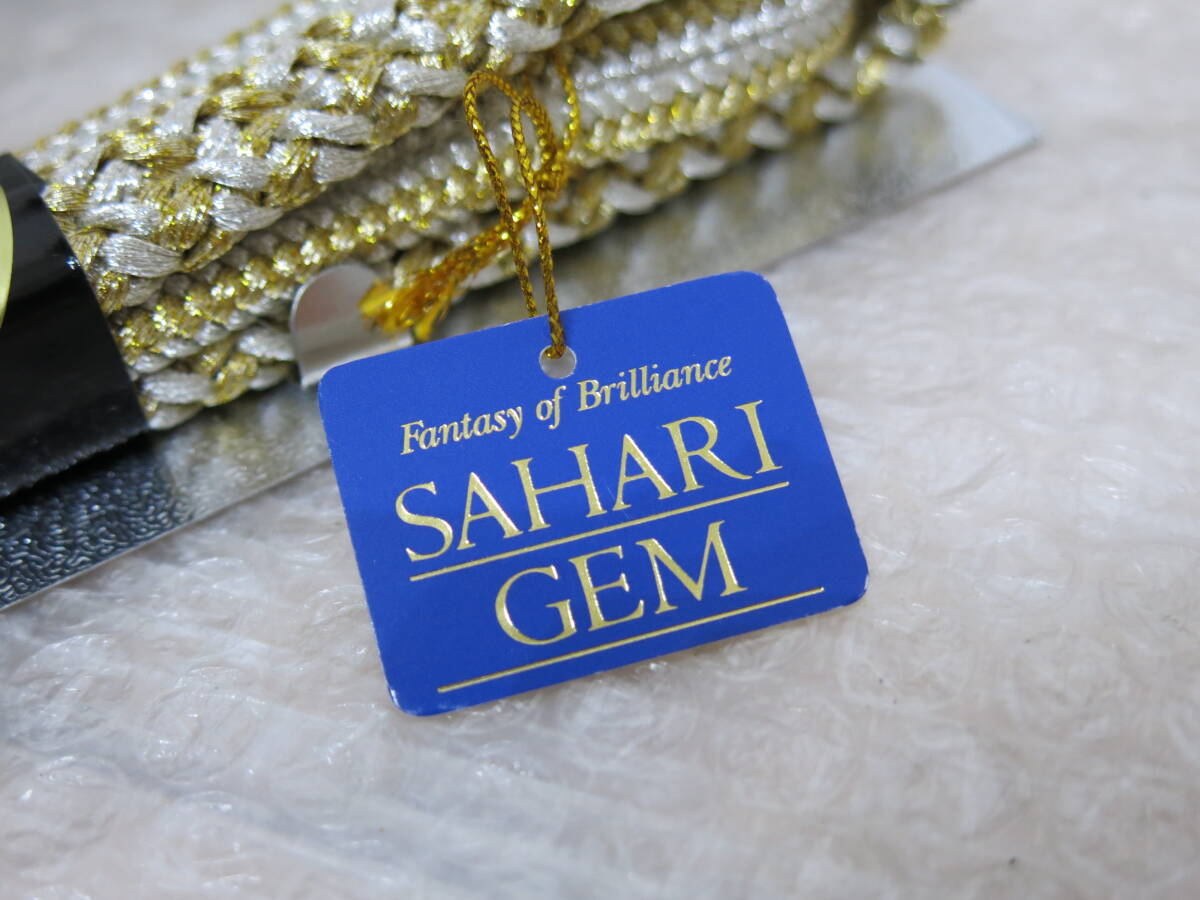 Fantasy of Brilliance
SAHARI
GEM